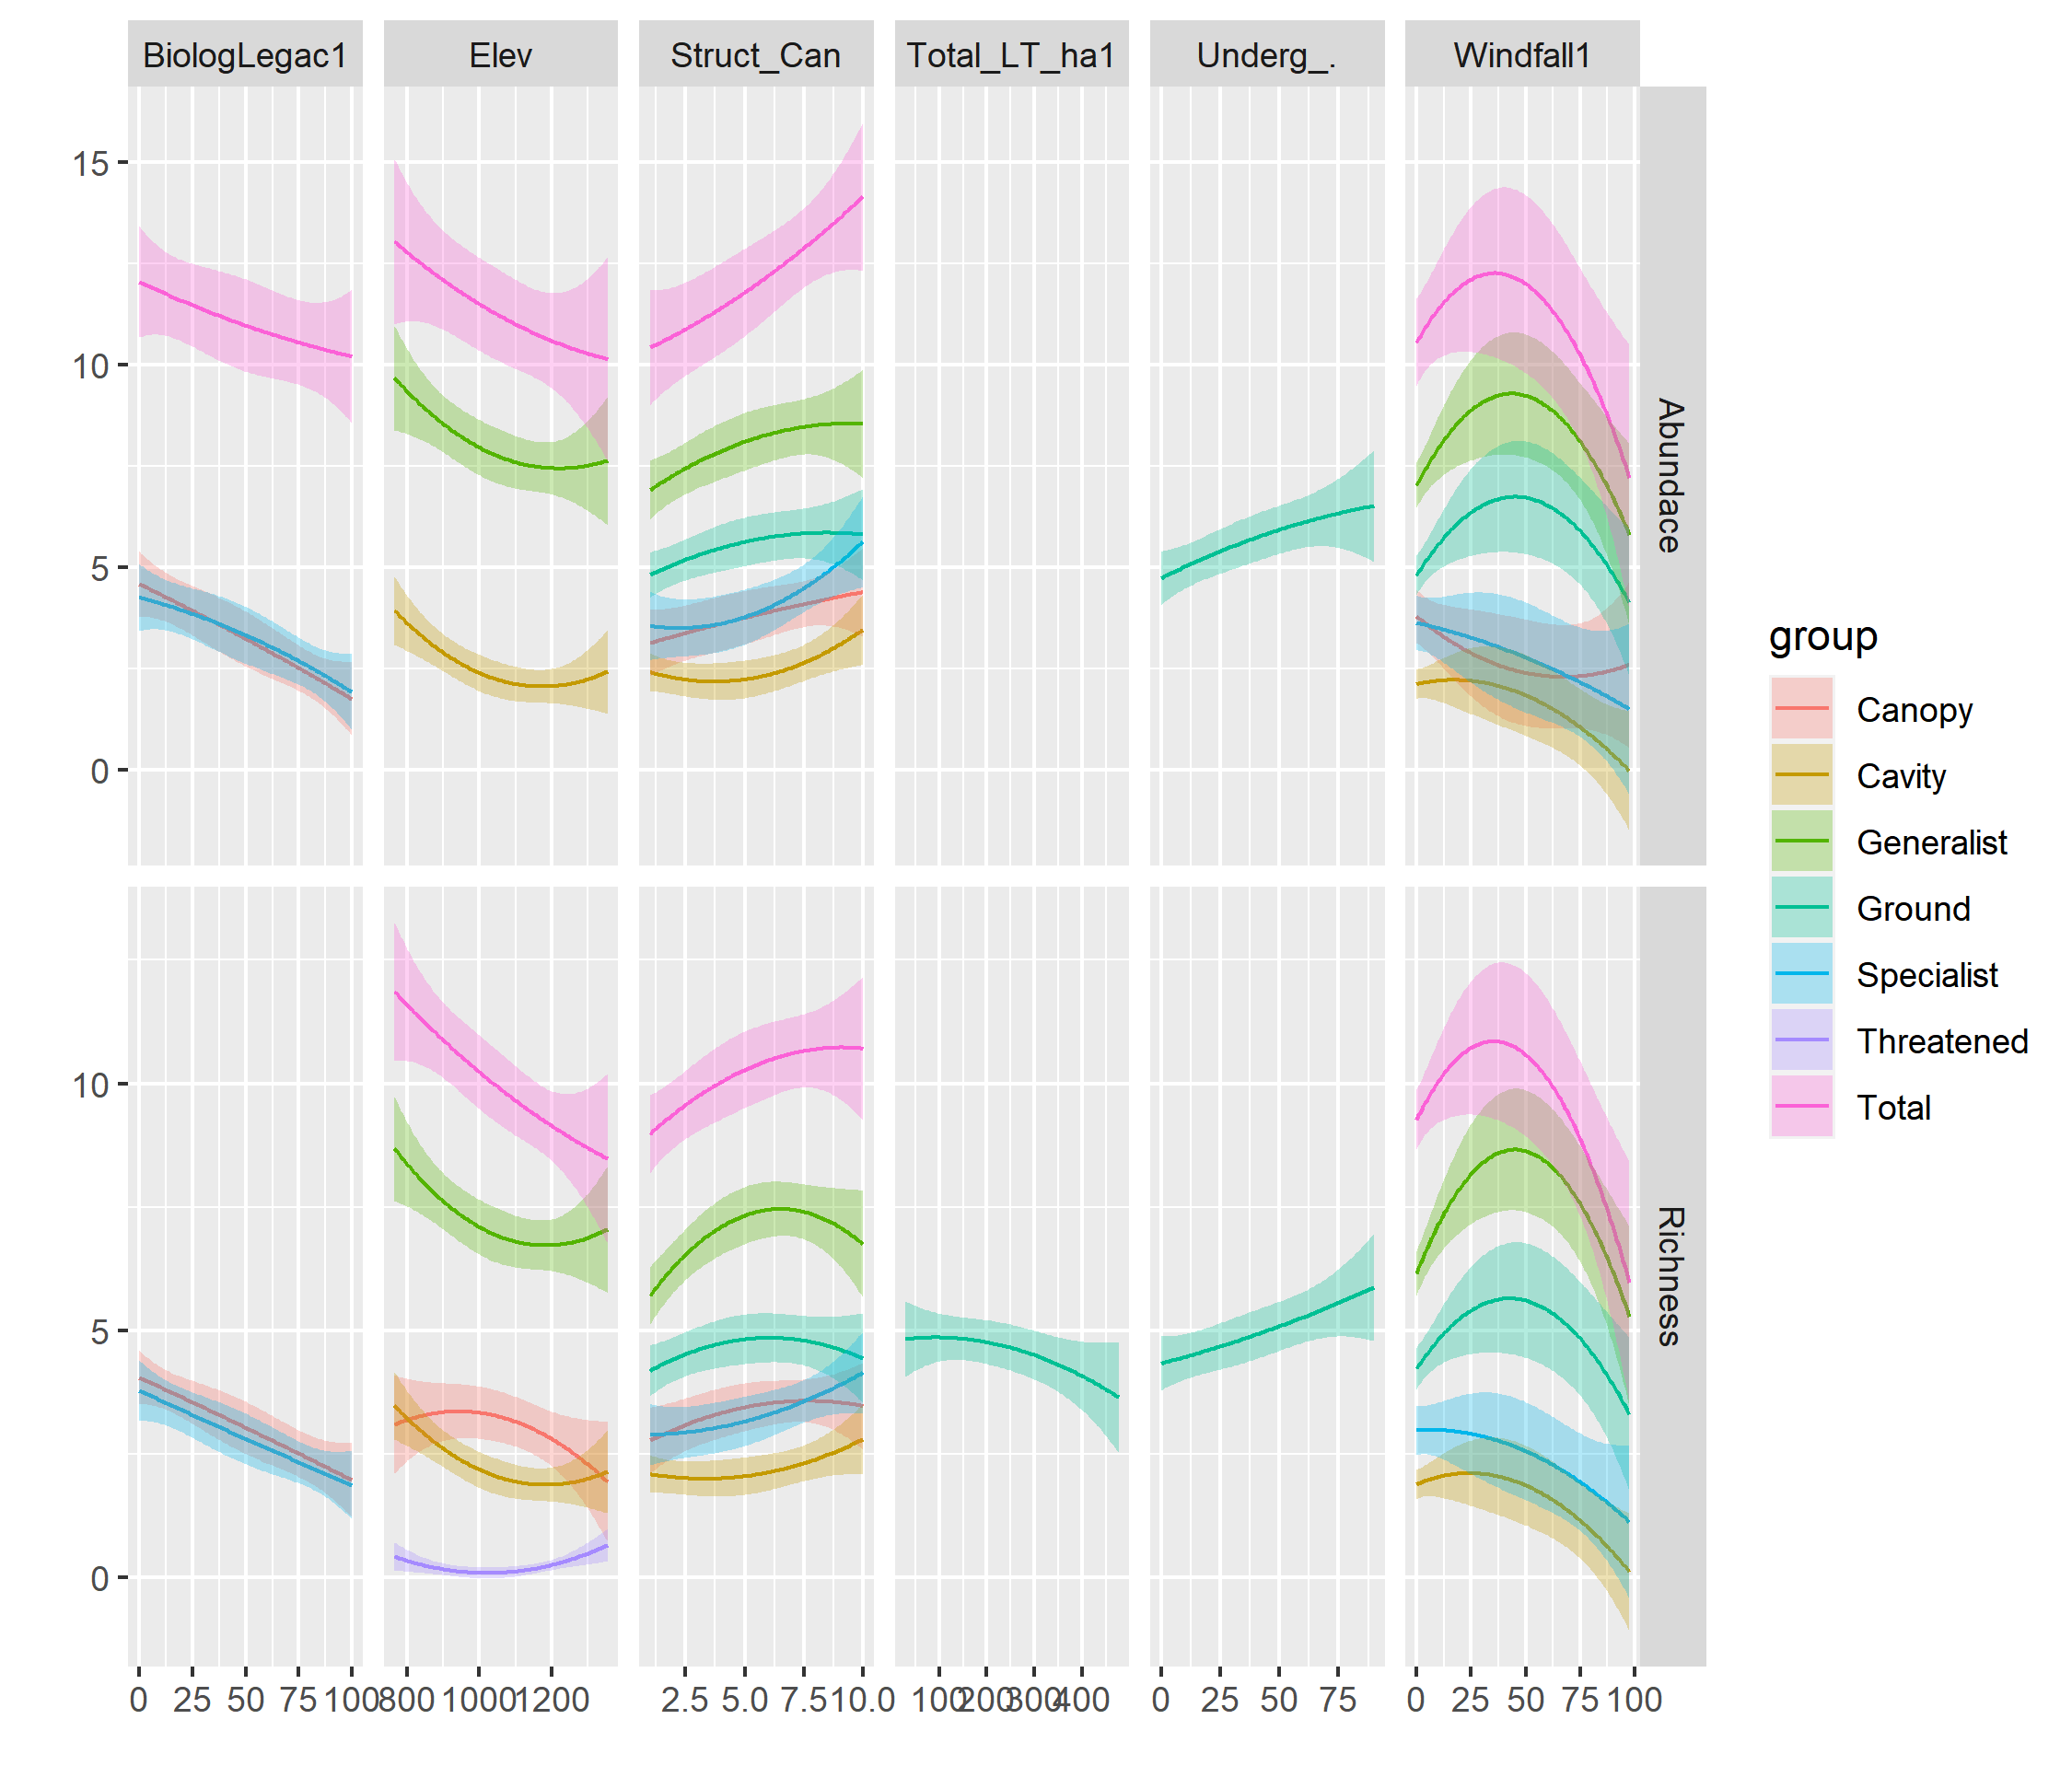 BiologLegac1 Elev Struct_Can Total_LT_ha1 Underg_. Windfall1
15
10
5
0
Abundace
10
5
0
Richness
0 25 50 75 100 800 1000 1200 2.5 5.0 7.5 10.0 100 200 300 400 0 25 50 75 0 25 50 75 100
group
Canopy
Cavity
Generalist
Ground
Specialist
Threatened
Total